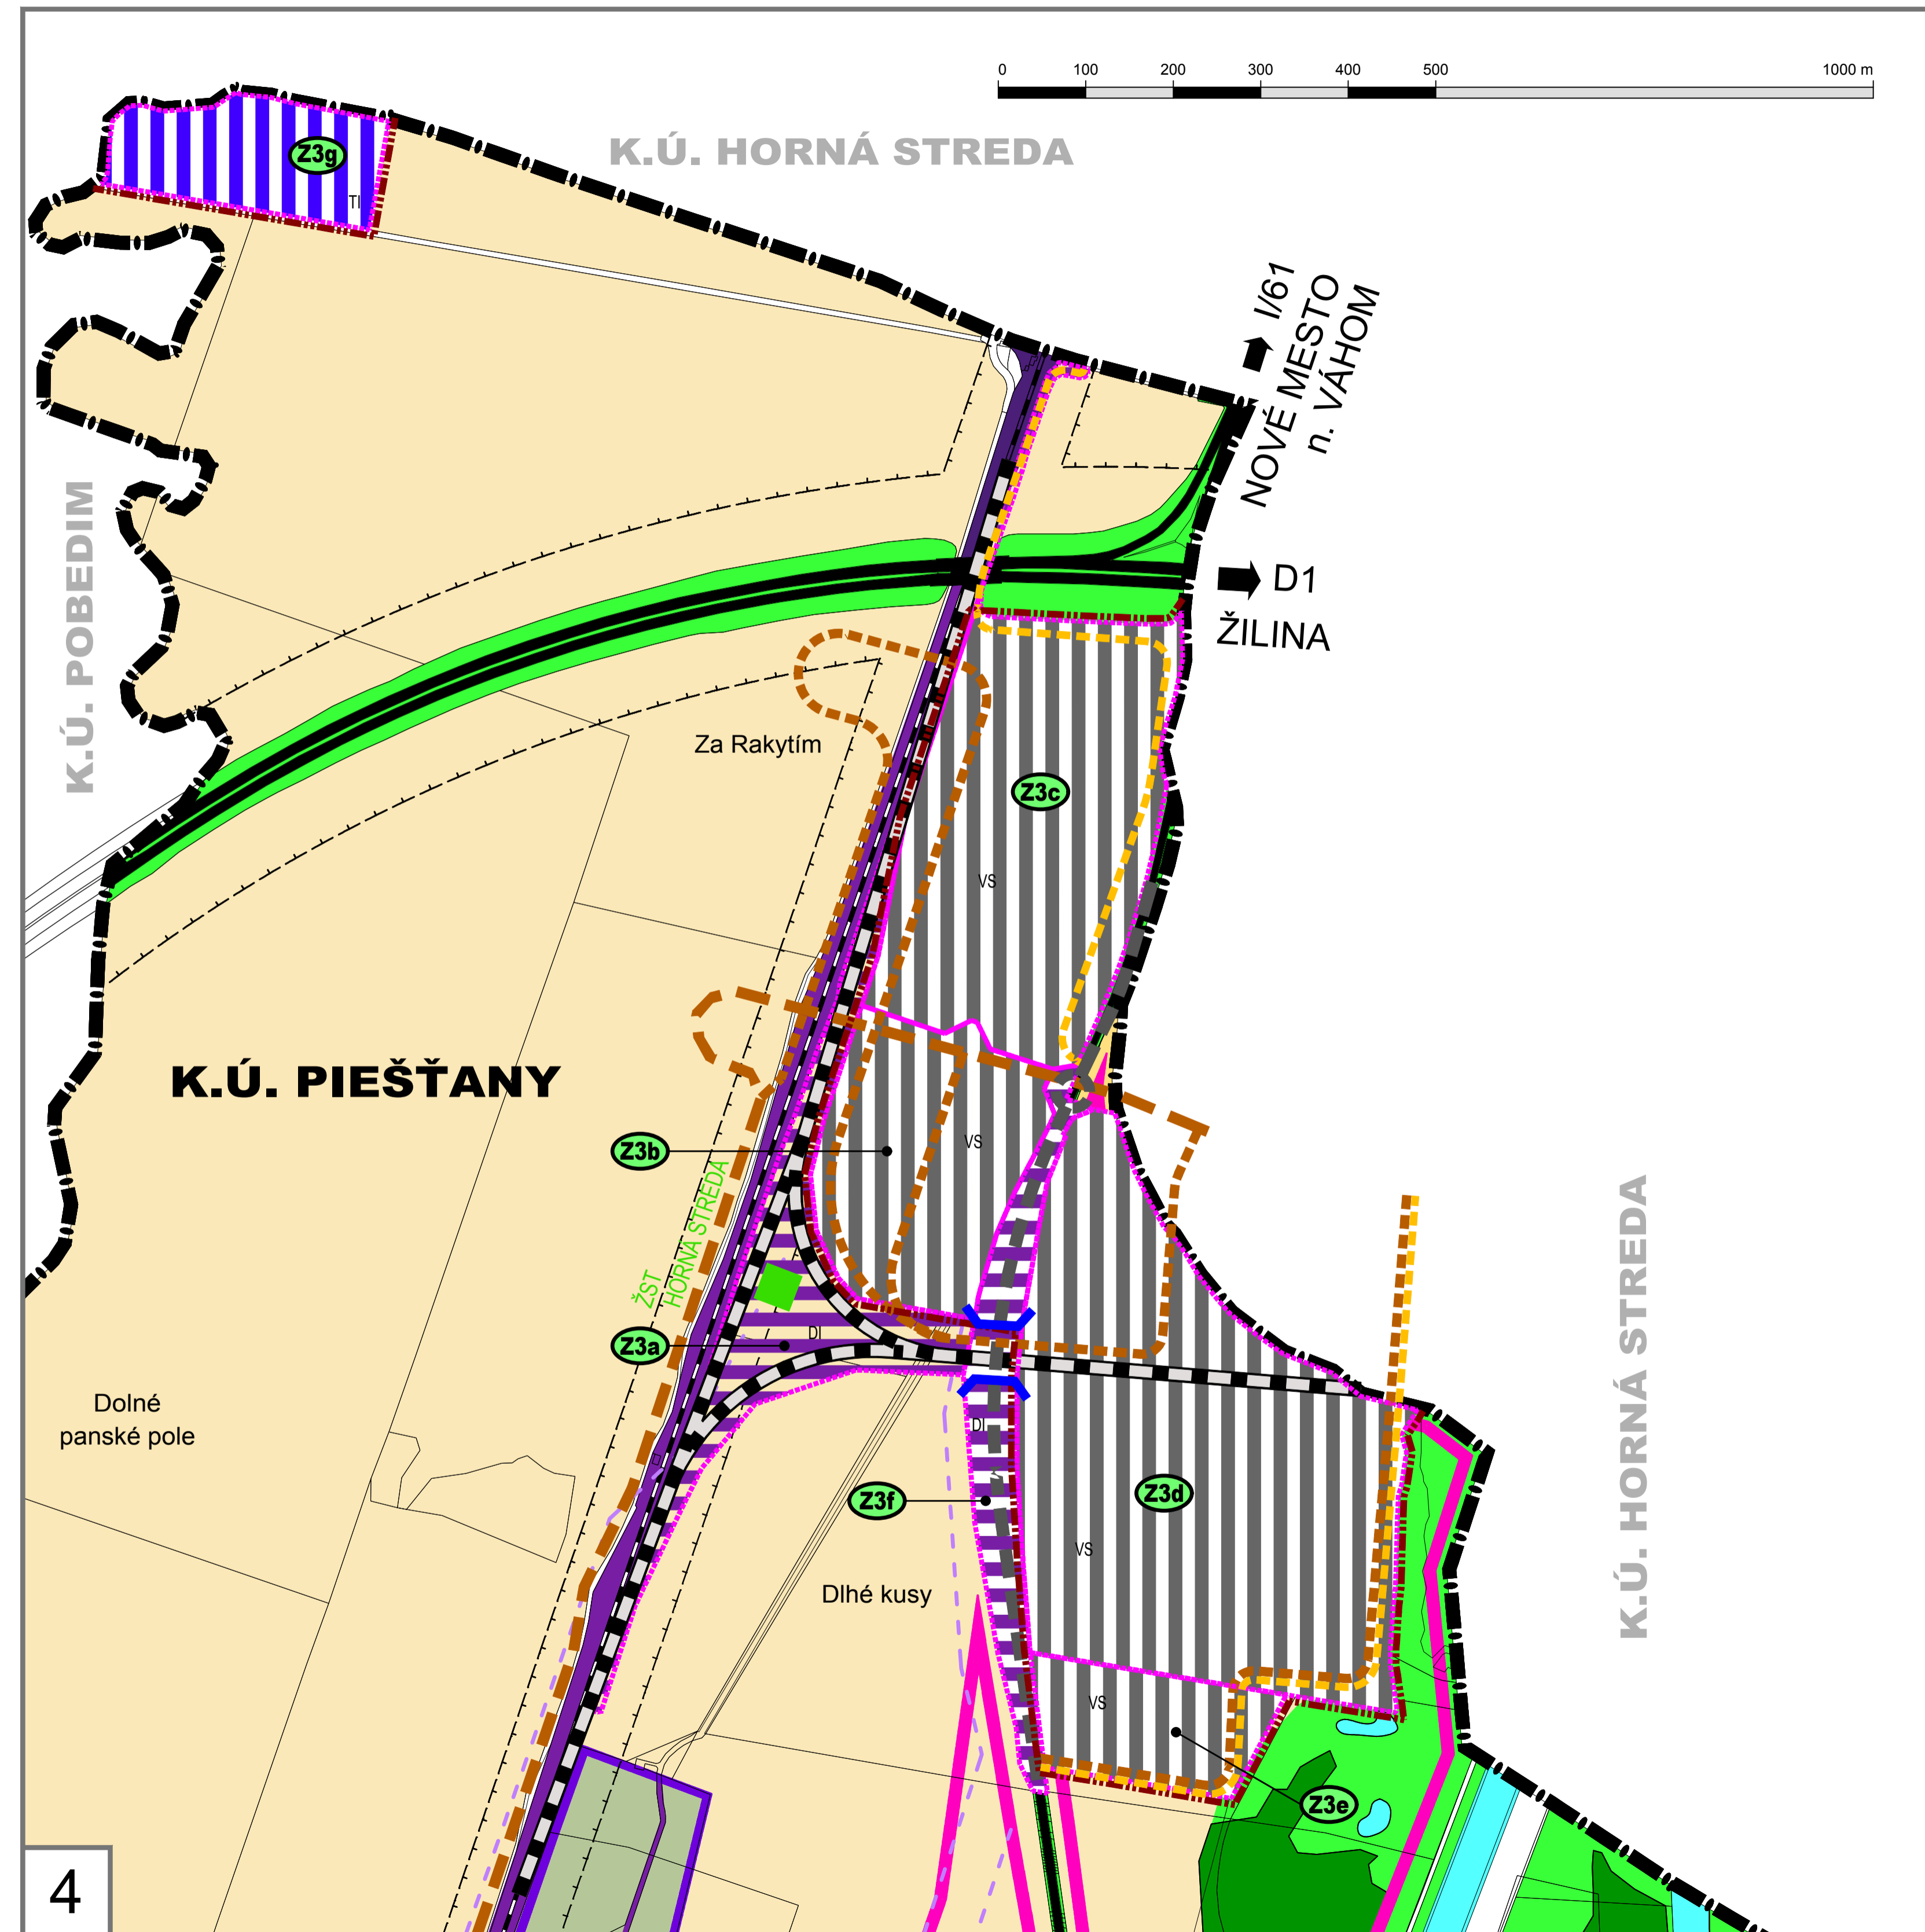 0 100 200 300 400 500 1000 m
K.Ú. HORNÁ STREDA
Z3g
TI
I/61
NOVÉ MESTO
n. VÁHOM
K.Ú. POBEDIM
D1
ŽILINA
Za Rakytím
Z3c
VS
K.Ú. PIEŠŤANY
Z3b
VS
ŽST
HORNÁ STREDA
K.Ú. HORNÁ STREDA
Z3a
DI
Dolné
panské pole
DI
Z3f
Z3d
VS
Dlhé kusy
VS
Z3e
4